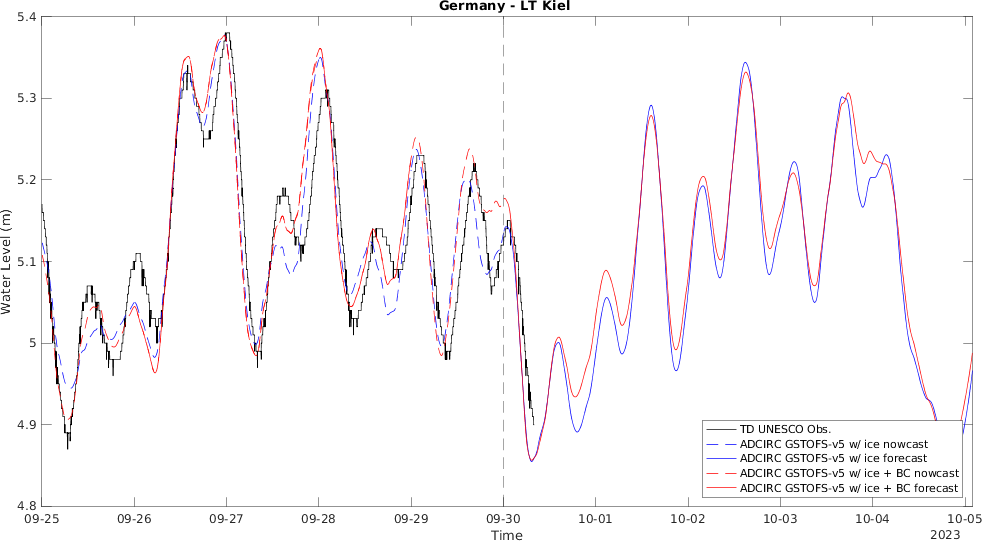 Germany - LT Kiel
5.4
5.3
5.2
5.1
5
4.9
4.8
Water Level (m)
TD UNESCO Obs.
ADCIRC GSTOFS-v5 w/ ice nowcast
ADCIRC GSTOFS-v5 w/ ice forecast
ADCIRC GSTOFS-v5 w/ ice + BC nowcast
ADCIRC GSTOFS-v5 w/ ice + BC forecast
09-25 09-26 09-27 09-28 09-29 09-30 10-01 10-02 10-03 10-04 10-05
Time 2023